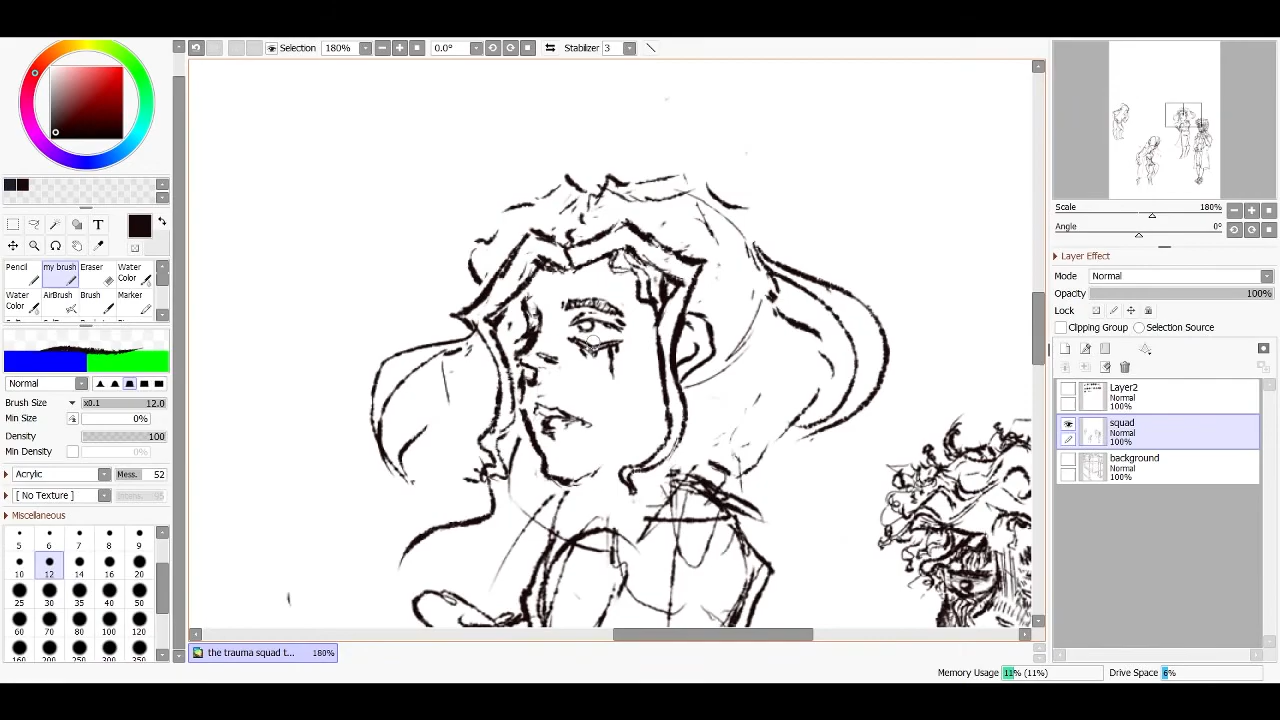 Selection 180% 0.0° Stabilizer 3
Scale 180%
Angle 0°
Layer Effect
Mode Normal
Opacity 100%
Lock
Clipping Group Selection Source
Layer2
Normal
100%
squad
Normal
100%
background
Normal
100%
T
Pencil my brush Eraser Water Color
Water Color AirBrush Brush Marker
Normal
Brush Size x0.1 12.0
Min Size 0%
Density 100
Min Density 0%
Acrylic Mess. 52
[ No Texture ]
Miscellaneous
5 6 7 8 9
10 12 14 16 20
25 30 35 40 50
60 70 80 100 120
160 200 250 300 350
the trauma squad t... 180%
Memory Usage 11% (11%) Drive Space 6%